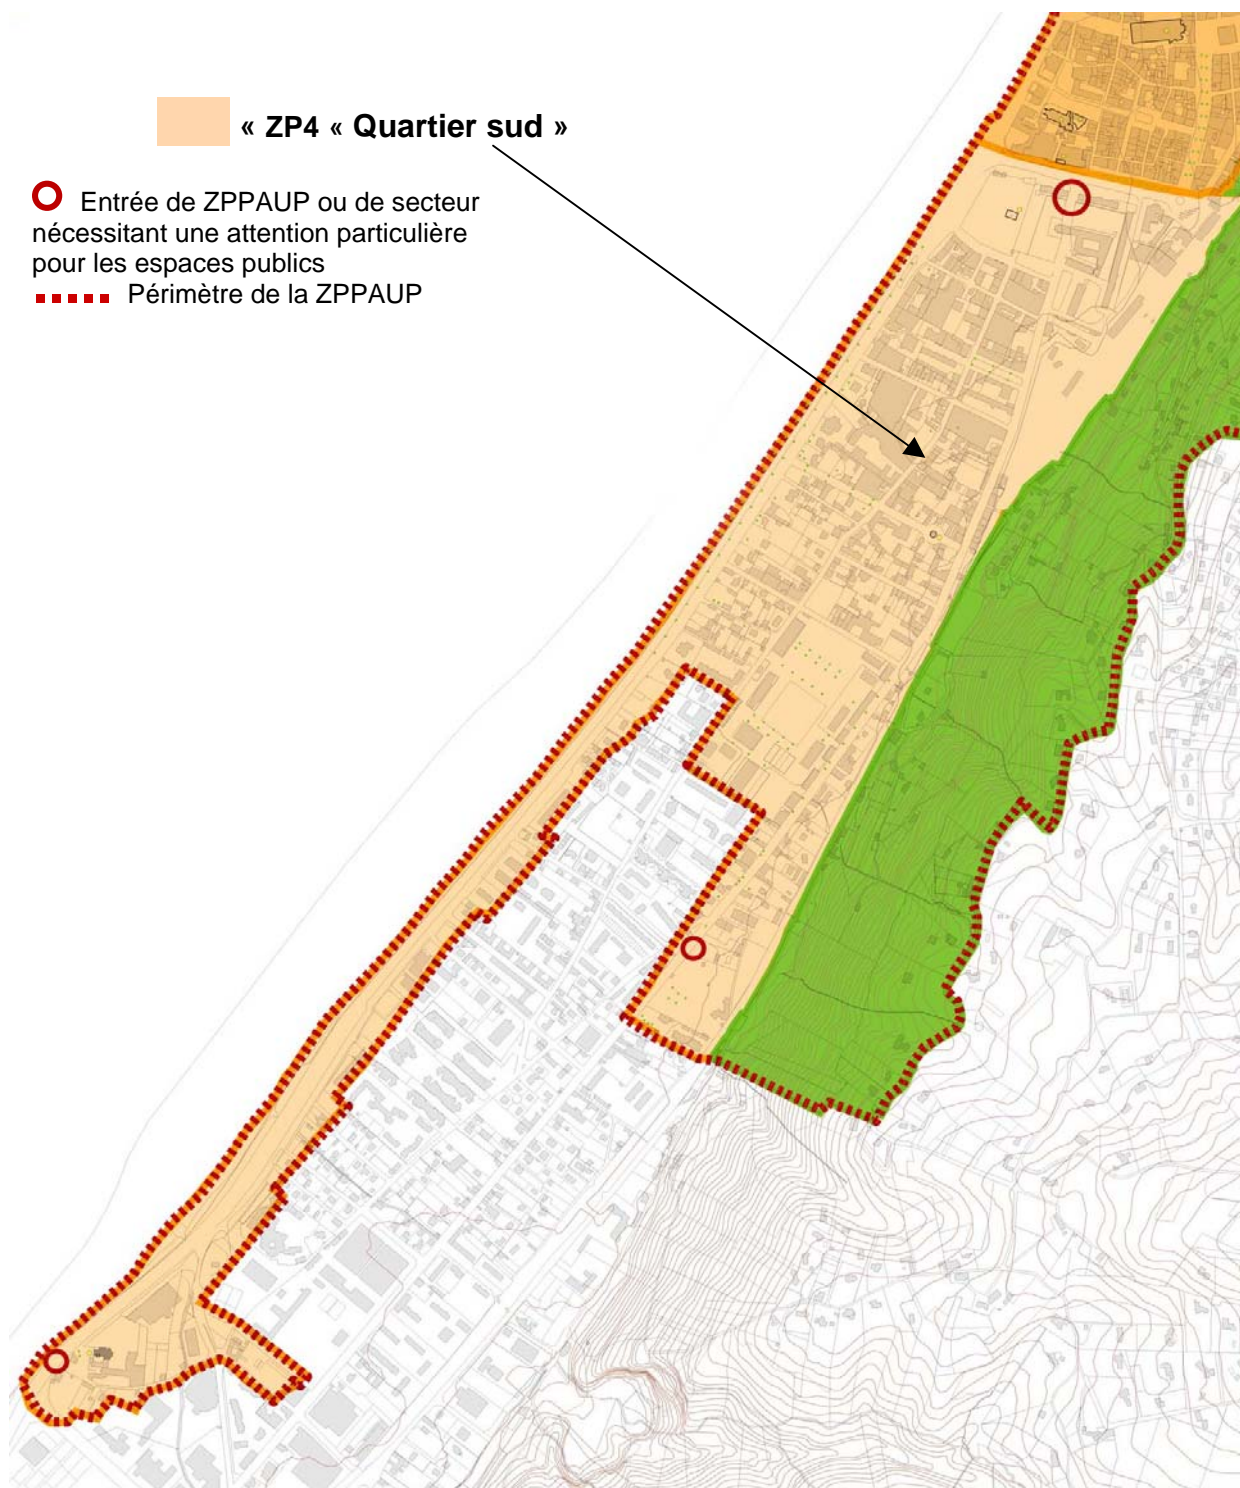 « ZP4 « Quartier sud »
Entrée de ZPPAUP ou de secteur
nécessitant une attention particulière
pour les espaces publics
Périmètre de la ZPPAUP